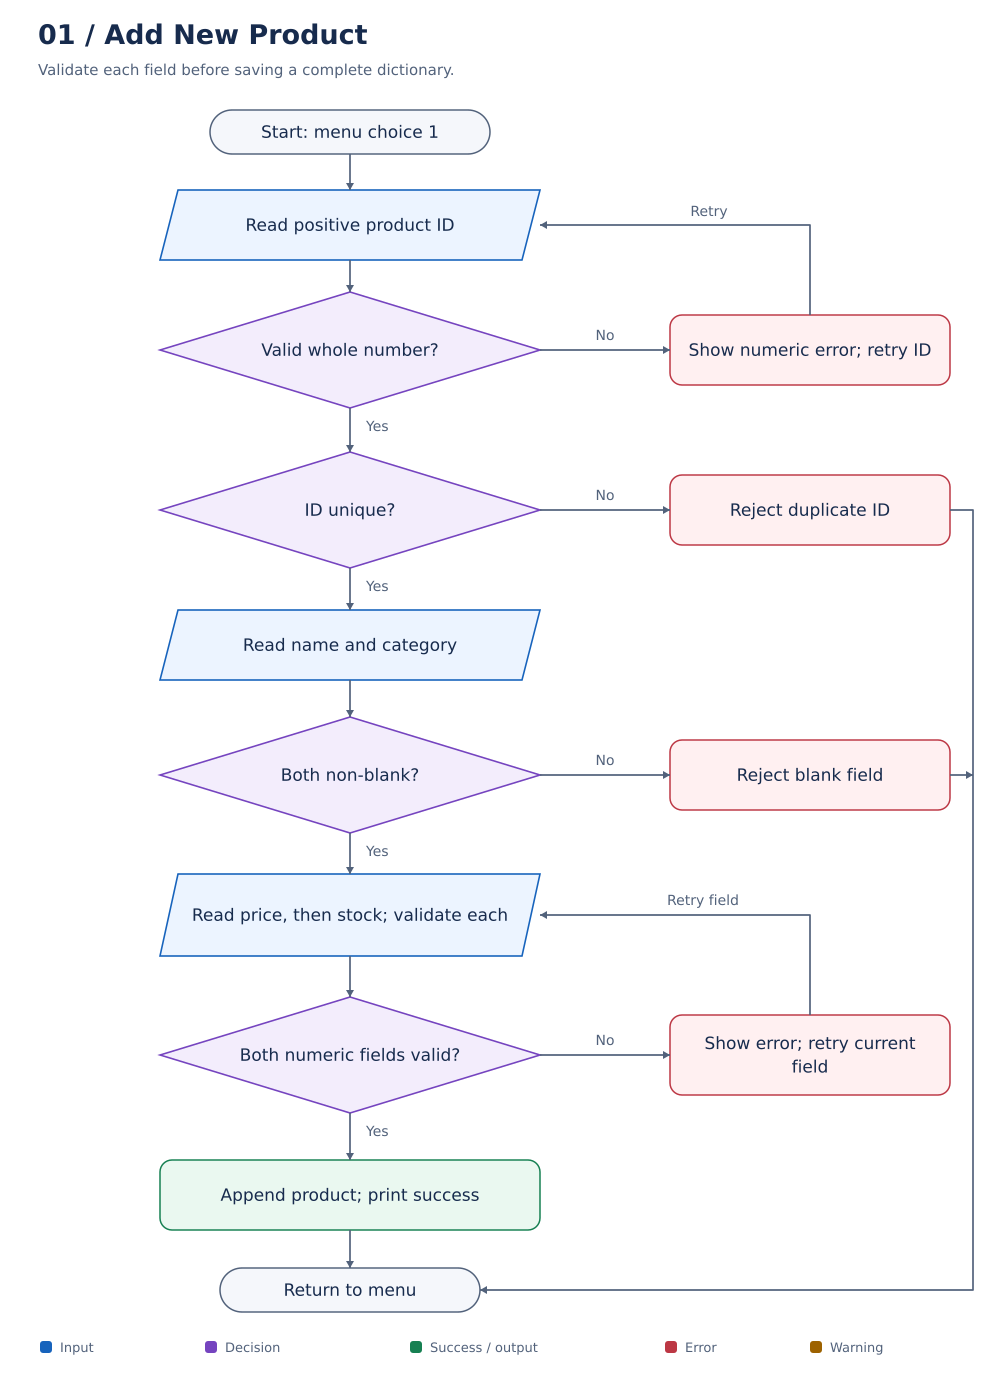 01 / Add New Product
Validate each field before saving a complete dictionary.
Start: menu choice 1
Read positive product ID
Retry
Valid whole number?
No
Show numeric error; retry ID
Yes
ID unique?
No
Reject duplicate ID
Yes
Read name and category
Both non-blank?
No
Reject blank field
Yes
Read price, then stock; validate each
Retry field
Both numeric fields valid?
No
Show error; retry current
field
Yes
Append product; print success
Return to menu
Input
Decision
Success / output
Error
Warning